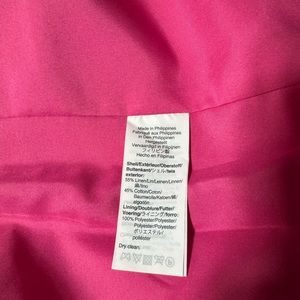 Made in Philippines
Fabriqué aux Philippines
In Den Philippinen
Hergestellt
Vervaardigd in Filipijnen
フィリピン製
Hecho en Filipinas
Shell/Extérieur/Oberstoff/
Buitenkant/シェル/tela
exterior:
55% Linen/Lin/Leinen/Linnen/
麻/lino
45% Cotton/Coton/
Baumwolle/Katoen/綿/
algodón
Lining/Doublure/Futter/
Voering/ライニング/forro:
100% Polyester/Polyester/
Polyester/Polyester/
ポリエステル/
poliéster
Dry clean